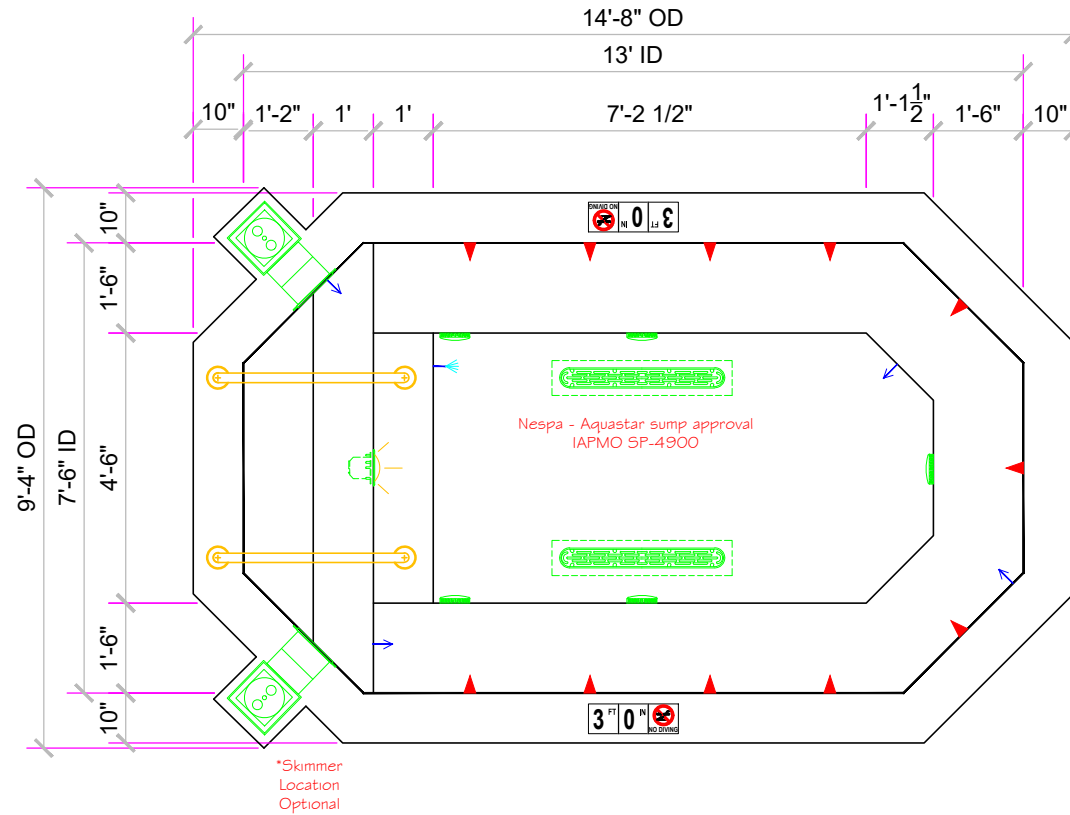 14'-8" OD
13' ID
10" 1'-2" 1' 1' 7'-2 1/2" 1'-1 1/2" 1'-6" 10"
9'-4" OD
7'-6" ID
10"
1'-6"
4'-6"
1'-6"
10"
3 FT 0 IN NO DIVING
Nespa - Aquastar sump approval
IAPMO SP-4900
3 FT 0 IN NO DIVING
*Skimmer
Location
Optional